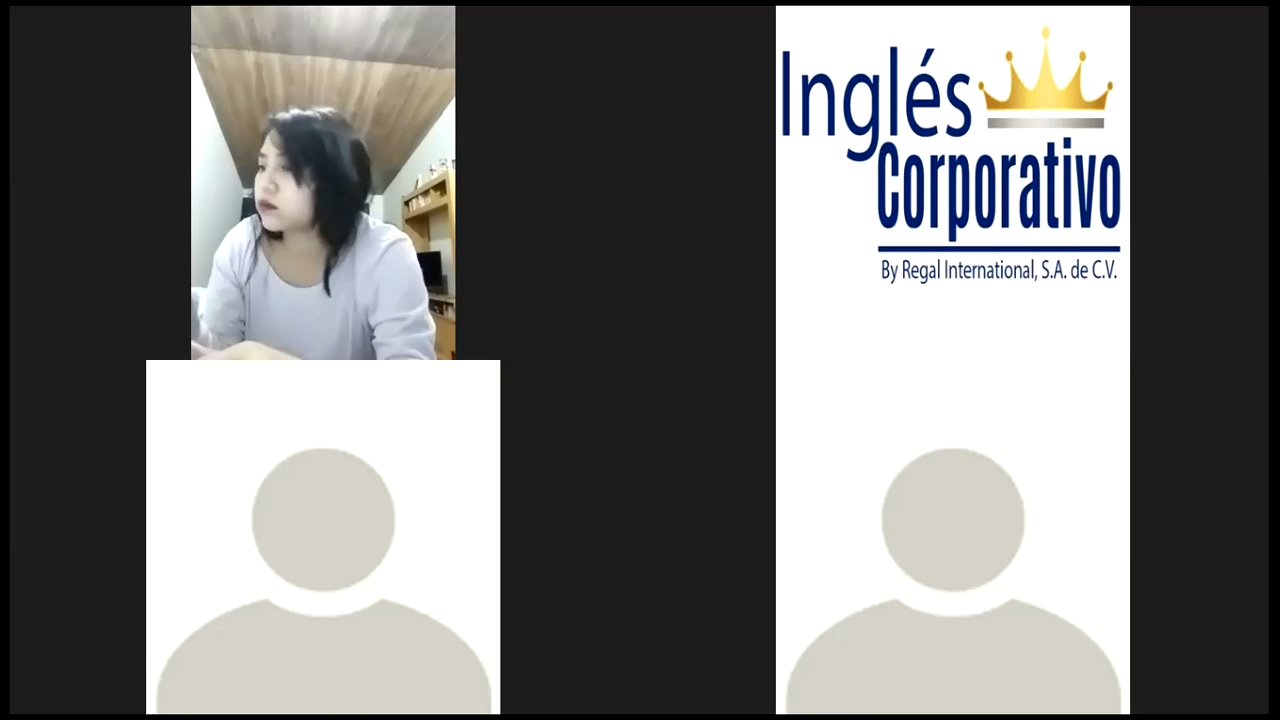 Inglés
Corporativo
By Regal International, S.A. de C.V.